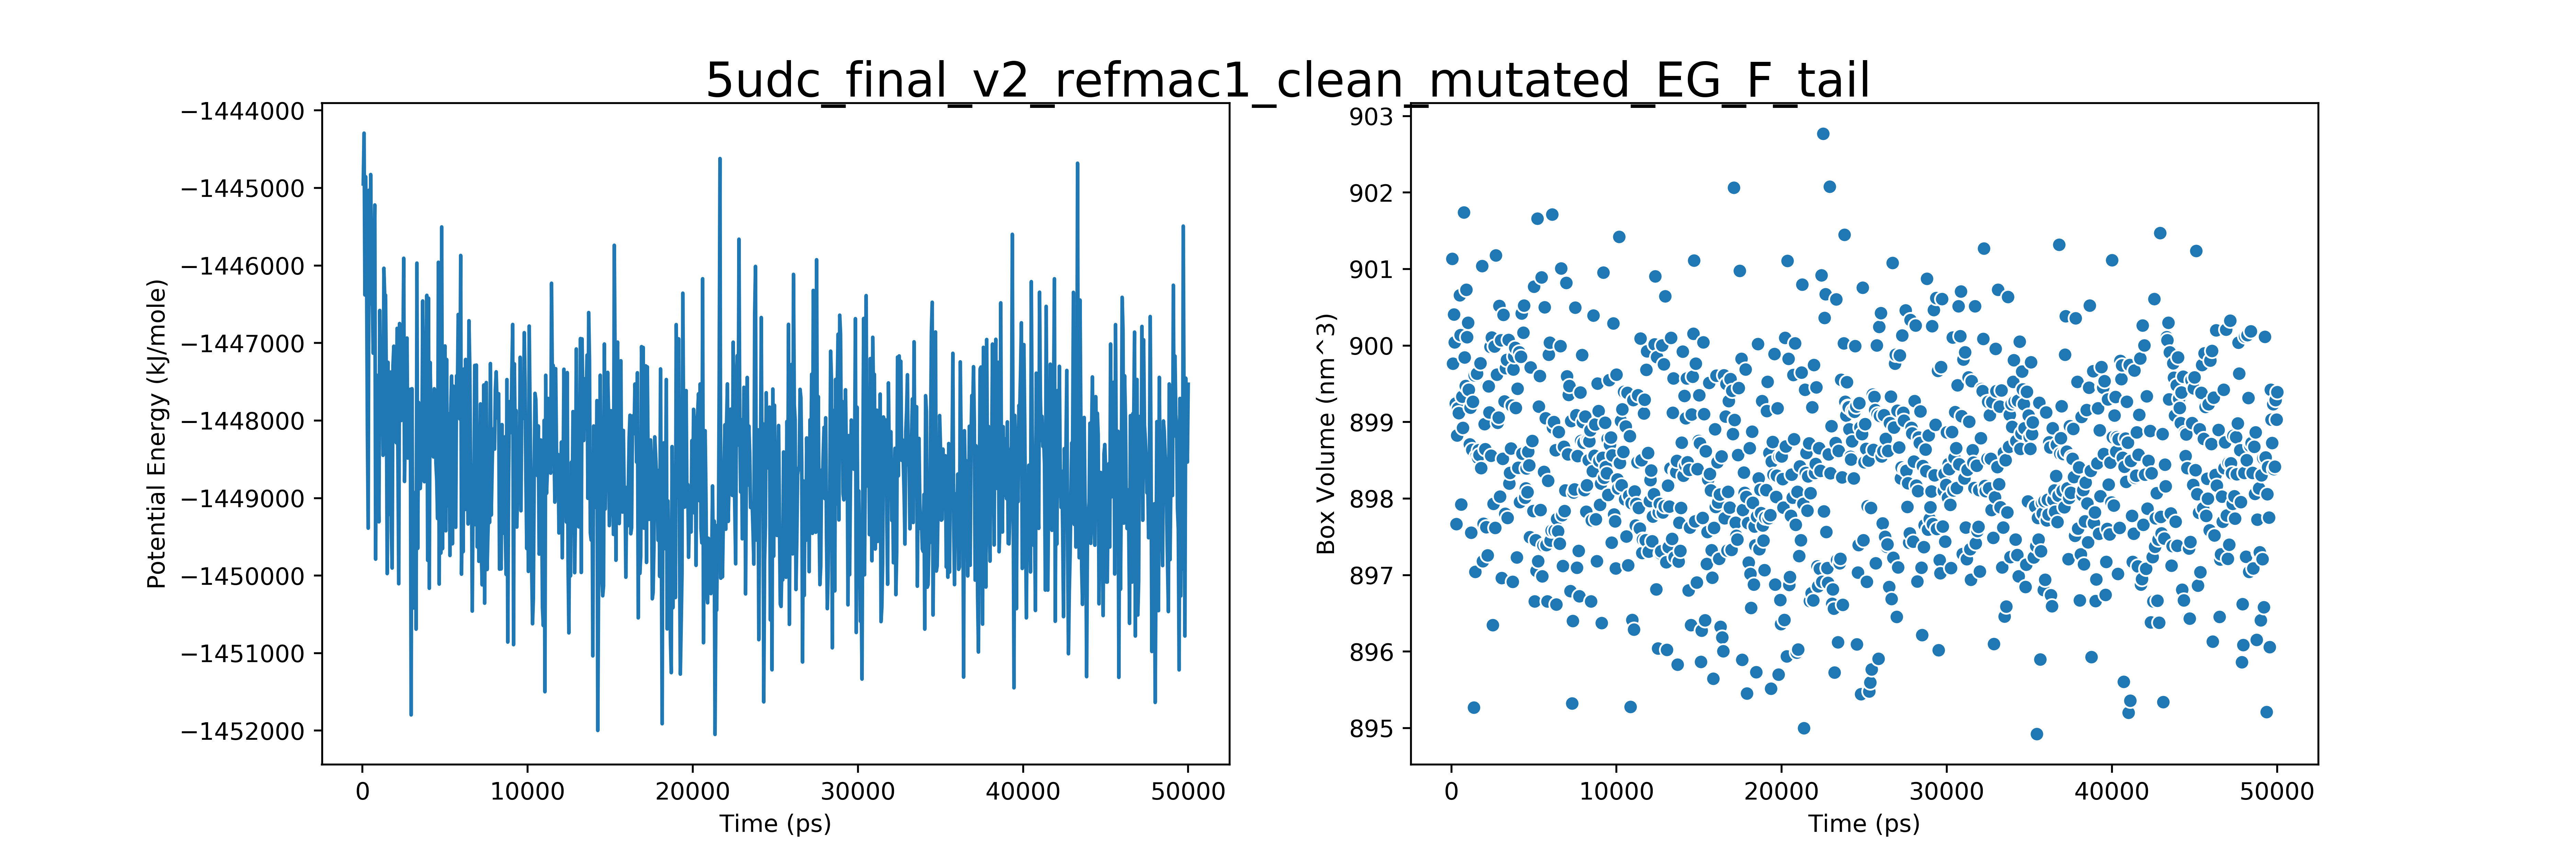 5udc_final_v2_refmac1_clean_mutated_EG_F_tail
Potential Energy (kJ/mole)
−1444000
−1445000
−1446000
−1447000
−1448000
−1449000
−1450000
−1451000
−1452000
0 10000 20000 30000 40000 50000
Time (ps)
Box Volume (nm^3)
903
902
901
900
899
898
897
896
895
0 10000 20000 30000 40000 50000
Time (ps)